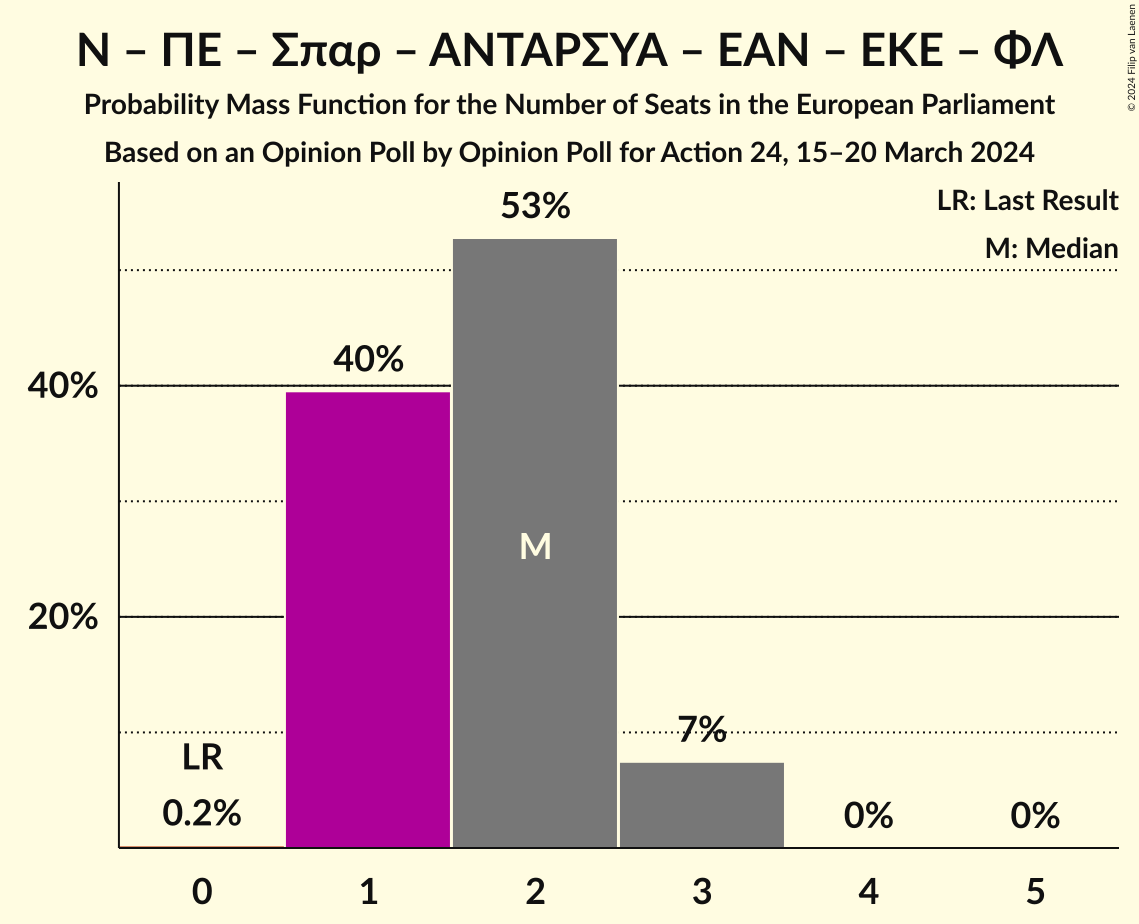 Ν – ΠΕ – Σπαρ – ΑΝΤΑΡΣΥΑ – ΕΑΝ – ΕΚΕ – ΦΛ
Probability Mass Function for the Number of Seats in the European Parliament
Based on an Opinion Poll by Opinion Poll for Action 24, 15–20 March 2024
© 2024 Filip van Laenen
LR: Last Result
M: Median
53%
40%
40%
M
20%
7%
LR
0.2%
0%
0%
0
1
2
3
4
5